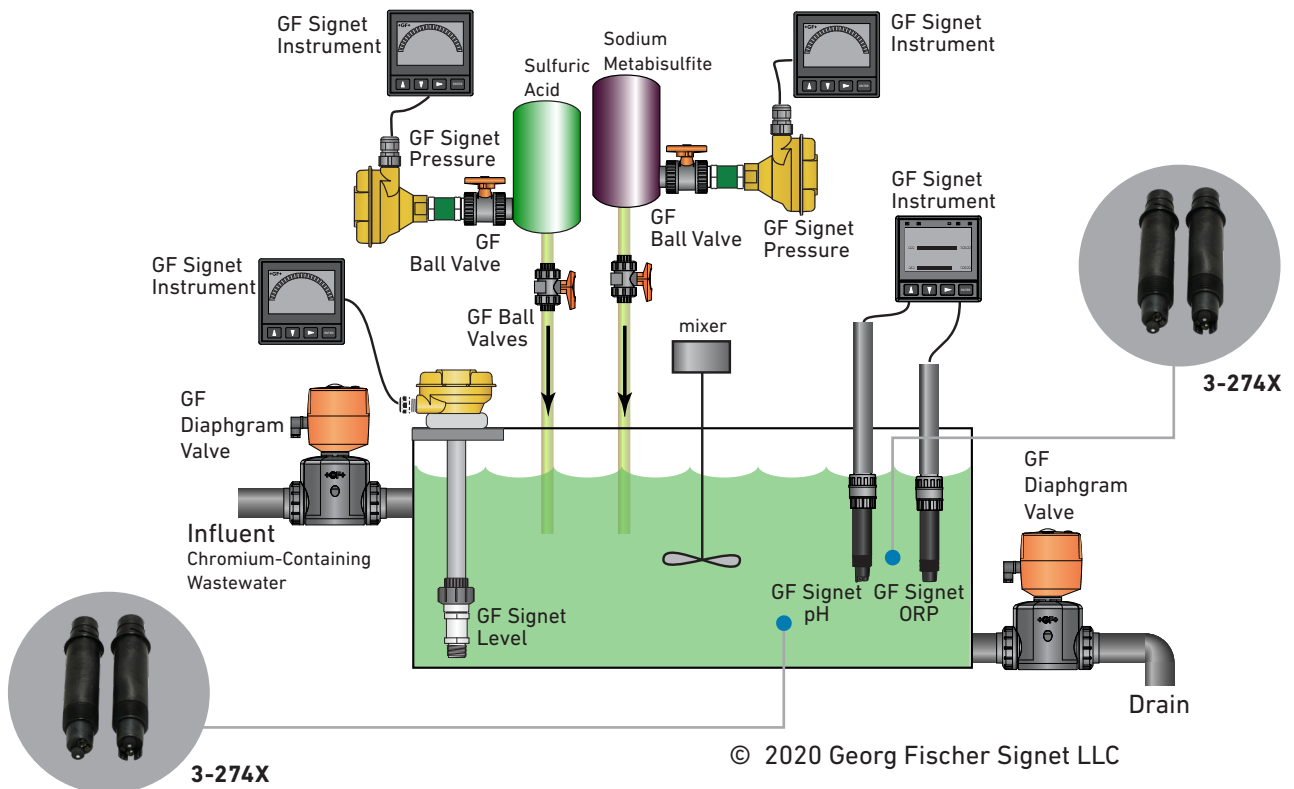 GF Signet
Instrument
Sulfuric
Acid
Sodium
Metabisulfite
GF Signet
Instrument
GF Signet
Pressure
GF
Ball Valve
GF
Ball Valve
GF Signet
Pressure
GF Signet
Instrument
3-274X
GF Signet
Instrument
GF Ball
Valves
mixer
GF
Diaphgram
Valve
+GF+
Influent
Chromium-Containing
Wastewater
GF Signet
Level
GF Signet
pH
GF Signet
ORP
GF
Diaphgram
Valve
+GF+
Drain
3-274X
© 2020 Georg Fischer Signet LLC